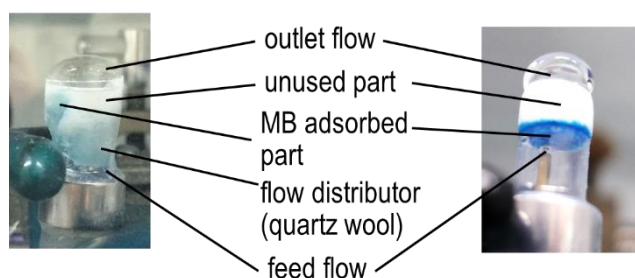 outlet flow
unused part
MB adsorbed
part
flow distributor
(quartz wool)
feed flow